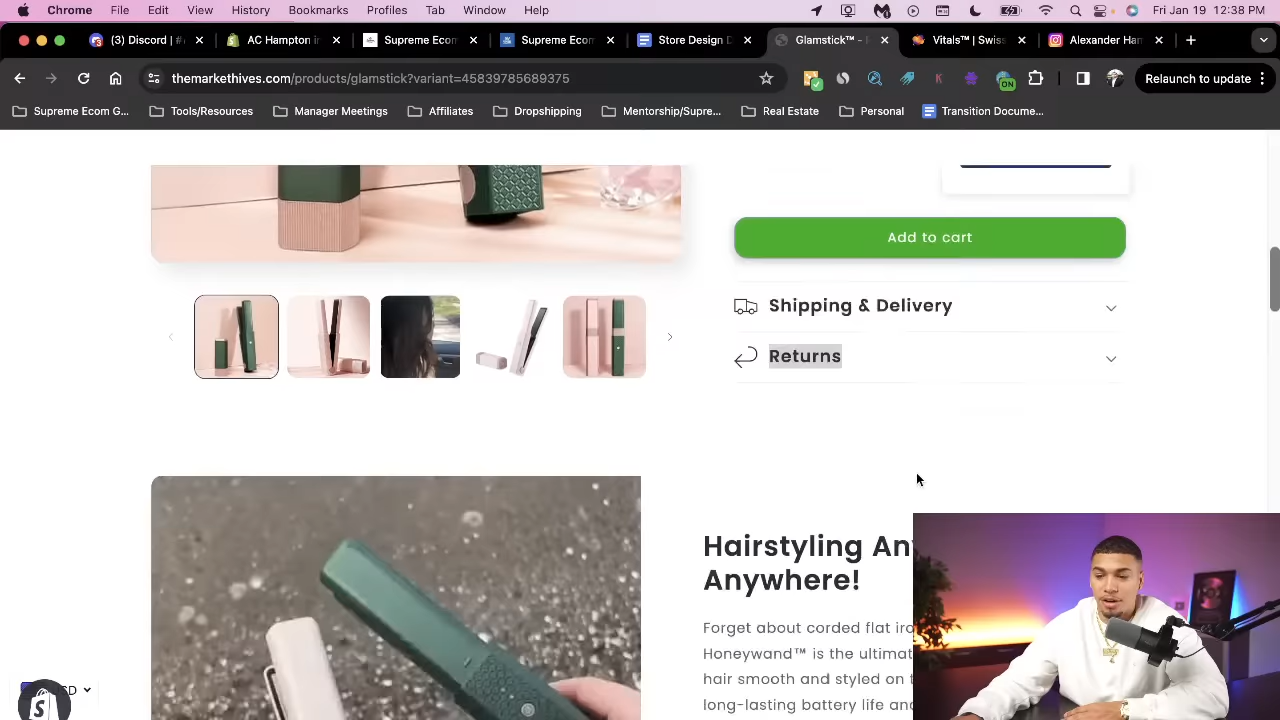 Chrome File Edit View History Bookmarks Profiles Tab Window Help Fri Jan 19 12:38 PM
(3) Discord | # AC Hampton in Supreme Ecom Supreme Ecom Store Design D Glamstick™ - Vitals™ | Swiss Alexander Ham
themarkethives.com/products/glamstick?variant=45839785689375 K ON Relaunch to update
Supreme Ecom G... Tools/Resources Manager Meetings Affiliates Dropshipping Mentorship/Supre... Real Estate Personal Transition Docume...
Add to cart
Shipping & Delivery
Returns
Hairstyling An
Anywhere!
Forget about corded flat iro
Honeywand™ is the ultima
hair smooth and styled on t
long-lasting battery life and